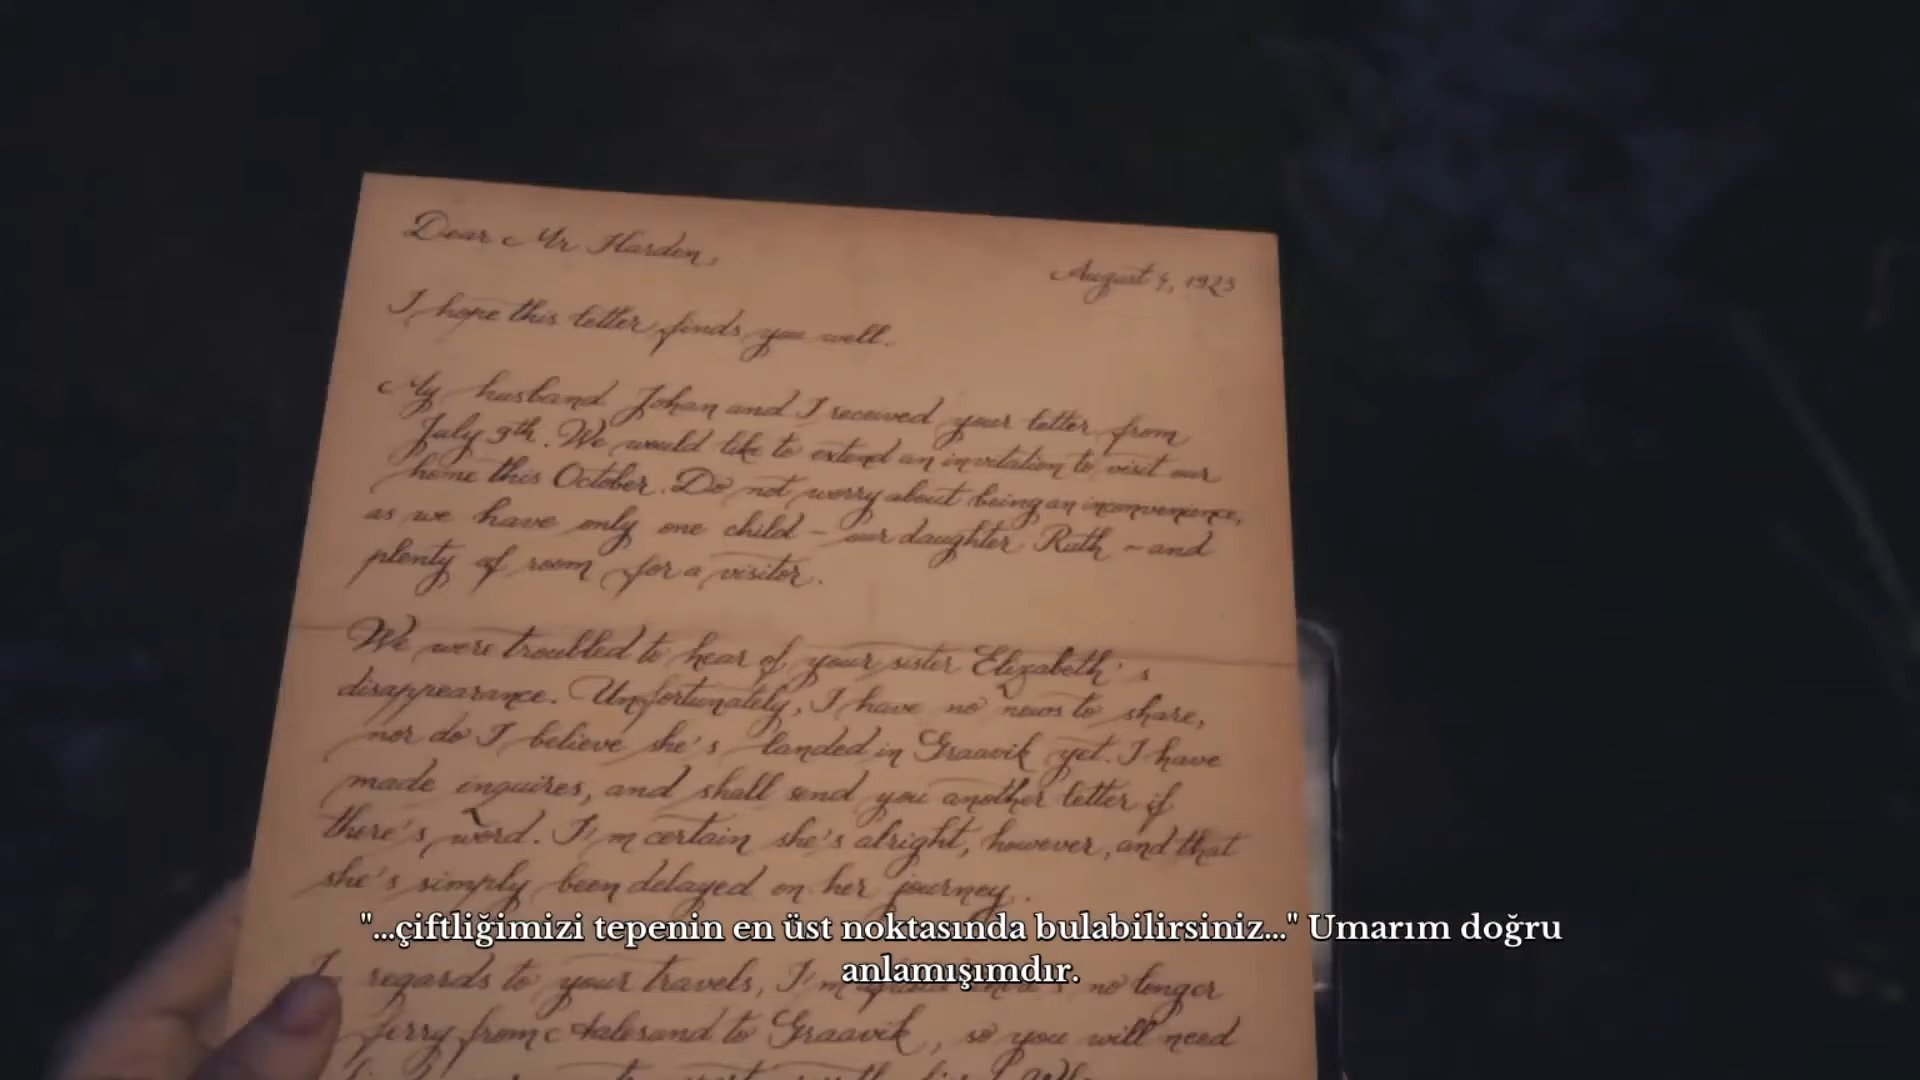 Dear Mr Harden,
August 4, 1923
I hope this letter finds you well.
My husband Johan and I received your letter from
July 9th. We would like to extend an invitation to visit our
home this October. Do not worry about being an inconvenience,
as we have only one child - our daughter Ruth - and
plenty of room for a visitor.
We were troubled to hear of your sister Elizabeth's
disappearance. Unfortunately, I have no news to share,
nor do I believe she's landed in Graavik yet. I have
made inquires, and shall send you another letter if
there's word. I'm certain she's alright, however, and that
she's simply been delayed on her journey.
"...çiftliğimizi tepenin en üst noktasında bulabilirsiniz..." Umarım doğru
anlamışımdır.
regards to your travels, I'm afraid there's no longer
ferry from Aalesund to Graavik, so you will need